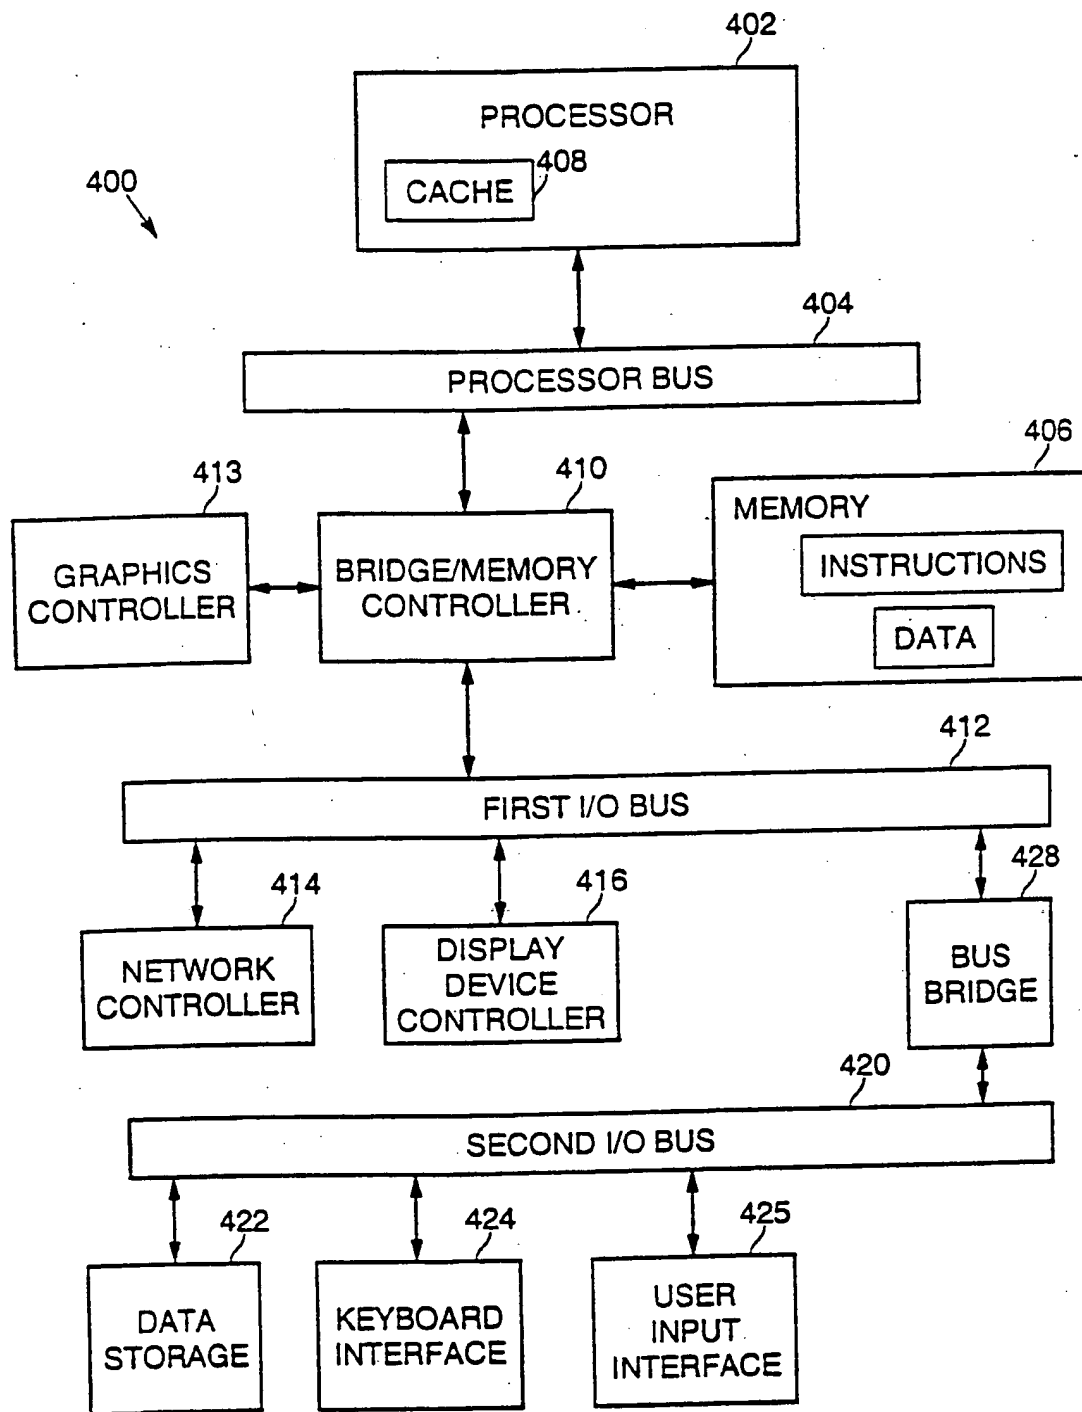 402
PROCESSOR
408
CACHE
400
404
PROCESSOR BUS
406
413
410
MEMORY
INSTRUCTIONS
DATA
GRAPHICS
CONTROLLER
BRIDGE/MEMORY
CONTROLLER
412
FIRST I/O BUS
414
416
428
NETWORK
CONTROLLER
DISPLAY
DEVICE
CONTROLLER
BUS
BRIDGE
420
SECOND I/O BUS
422
424
425
DATA
STORAGE
KEYBOARD
INTERFACE
USER
INPUT
INTERFACE